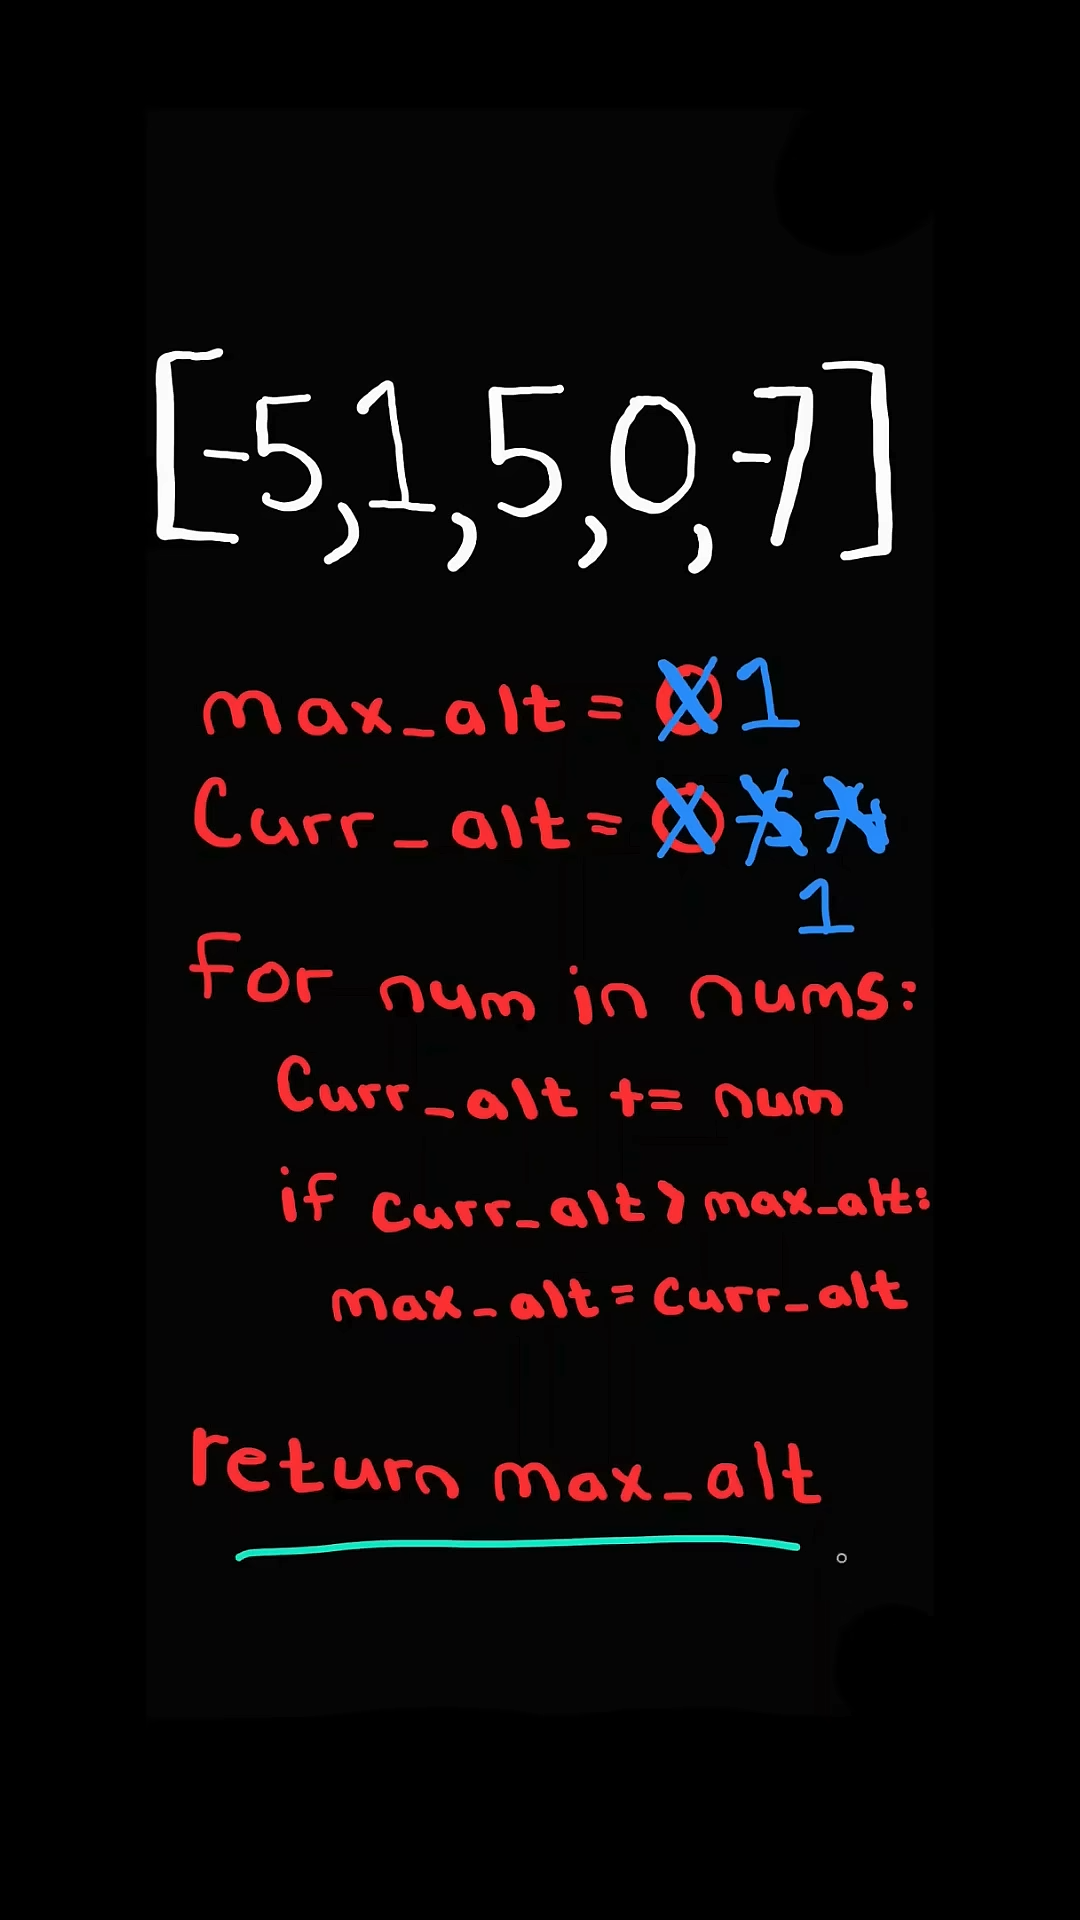 [-5,1,5,0,-7]
max_alt = 0 1
Curr_alt = 0 -5 -4
1
for num in nums:
Curr_alt += num
if curr_alt > max_alt:
max_alt = curr_alt
return max_alt